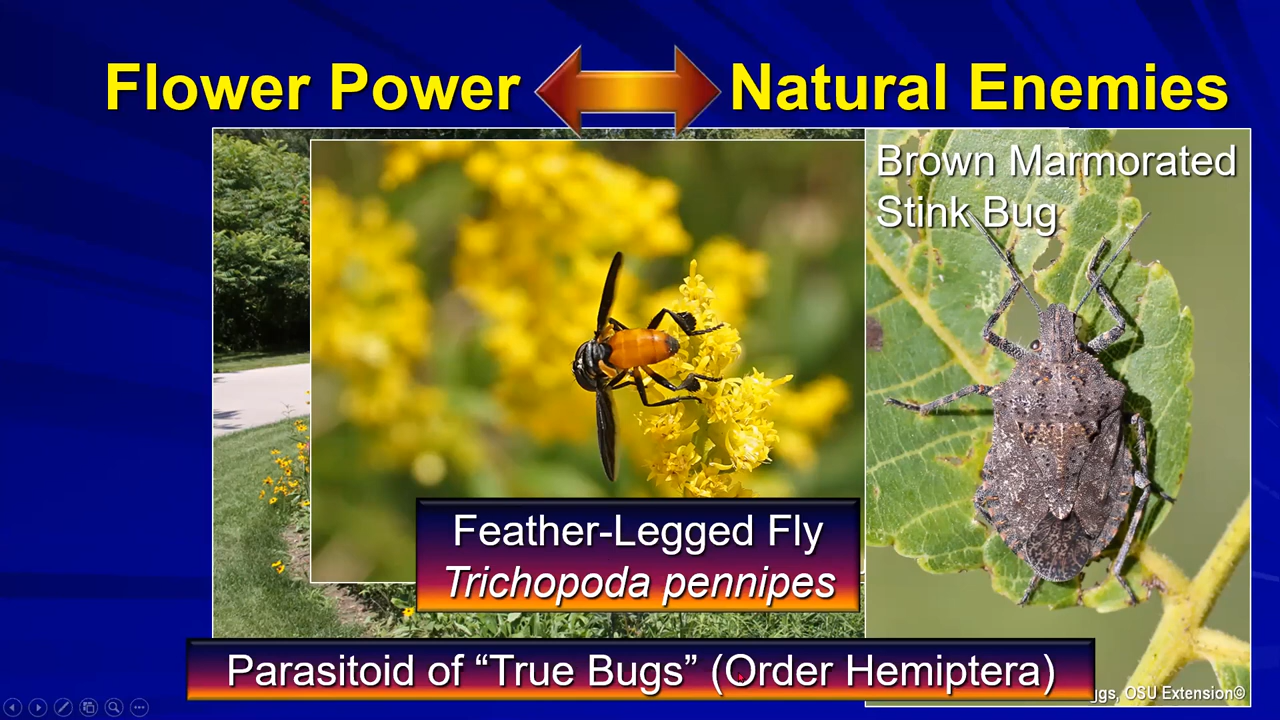 Flower Power Natural Enemies
Brown Marmorated
Stink Bug
Feather-Legged Fly
Trichopoda pennipes
Parasitoid of “True Bugs” (Order Hemiptera)
OSU Extension©